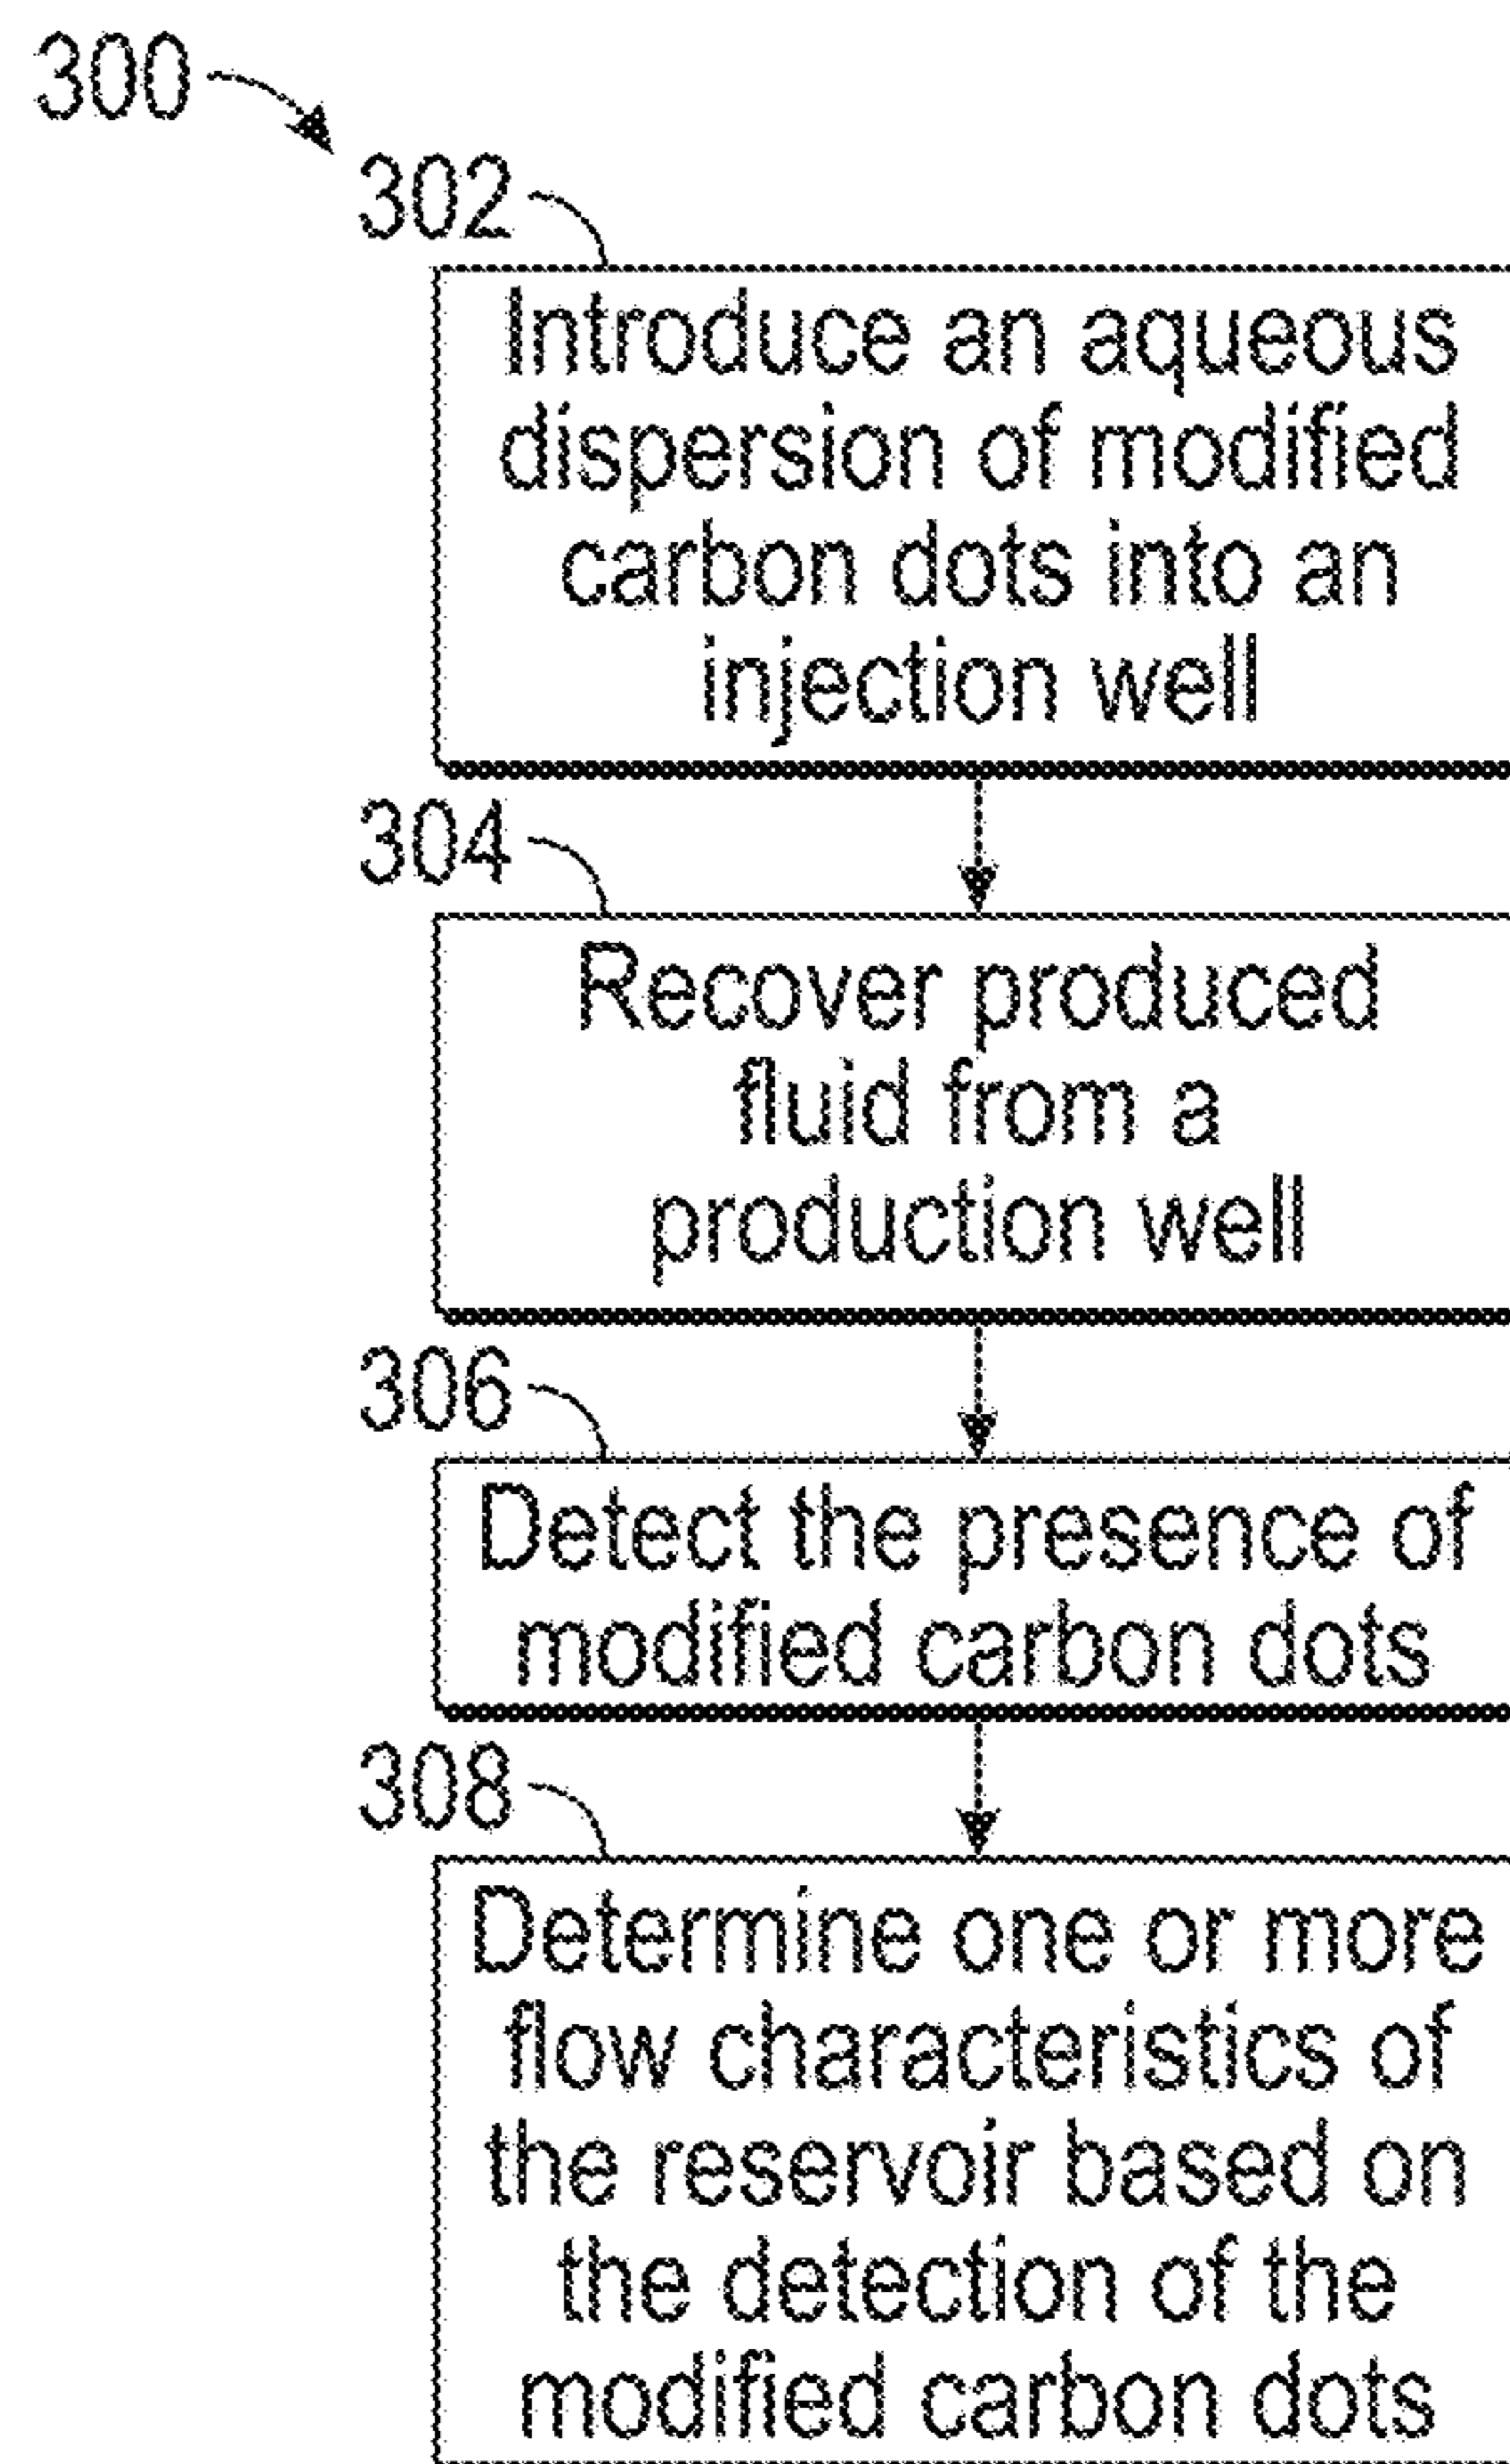 300
302
Introduce an aqueous
dispersion of modified
carbon dots into an
injection well
304
Recover produced
fluid from a
production well
306
Detect the presence of
modified carbon dots
308
Determine one or more
flow characteristics of
the reservoir based on
the detection of the
modified carbon dots